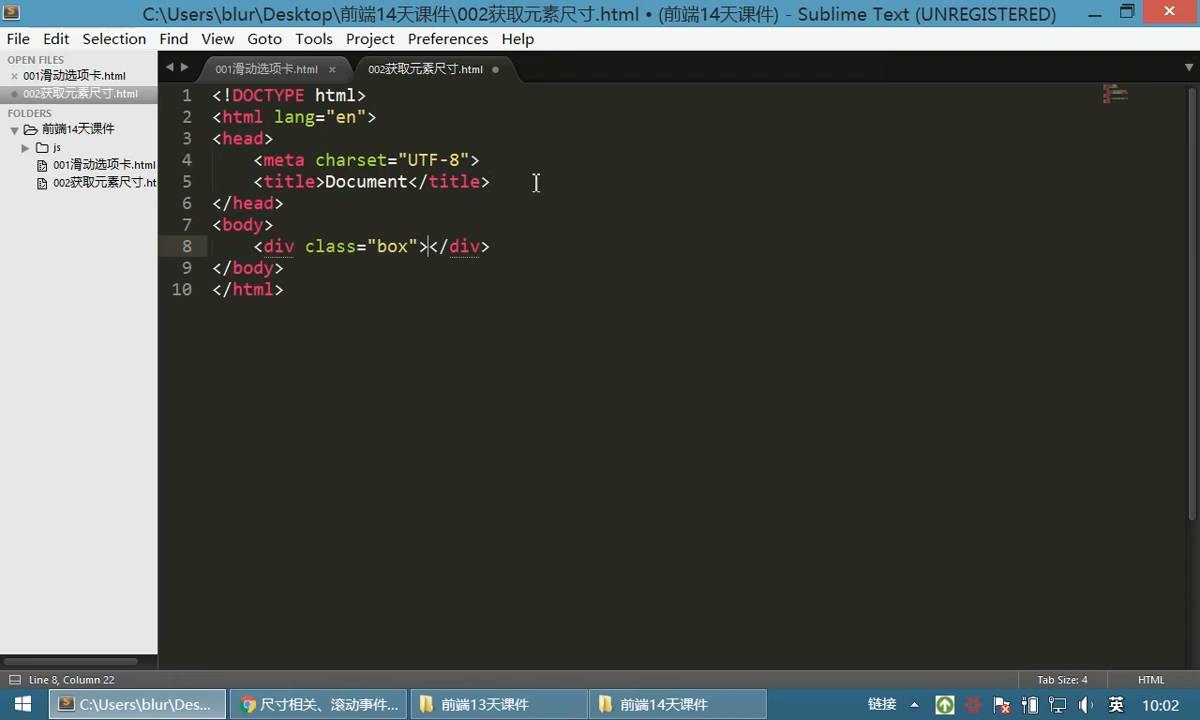 C:\Users\blur\Desktop\前端14天课件\002获取元素尺寸.html • (前端14天课件) - Sublime Text (UNREGISTERED)
File Edit Selection Find View Goto Tools Project Preferences Help
OPEN FILES
001滑动选项卡.html
002获取元素尺寸.html
FOLDERS
前端14天课件
js
001滑动选项卡.html
002获取元素尺寸.ht
001滑动选项卡.html 002获取元素尺寸.html
1 <!DOCTYPE html>
2 <html lang="en">
3 <head>
4 <meta charset="UTF-8">
5 <title>Document</title>
6 </head>
7 <body>
8 <div class="box"></div>
9 </body>
10 </html>
Line 8, Column 22 Tab Size: 4 HTML
C:\Users\blur\Des... 尺寸相关、滚动事件... 前端13天课件 前端14天课件 链接 英 10:02